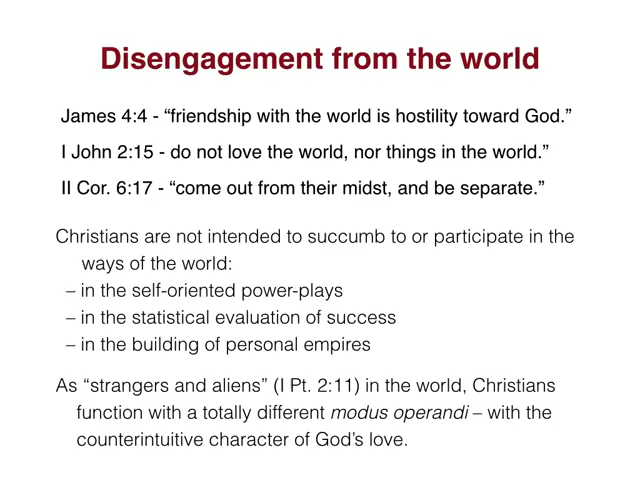 Disengagement from the world
James 4:4 - “friendship with the world is hostility toward God.”
I John 2:15 - do not love the world, nor things in the world.”
II Cor. 6:17 - “come out from their midst, and be separate.”
Christians are not intended to succumb to or participate in the
ways of the world:
– in the self-oriented power-plays
– in the statistical evaluation of success
– in the building of personal empires
As “strangers and aliens” (I Pt. 2:11) in the world, Christians
function with a totally different modus operandi – with the
counterintuitive character of God’s love.